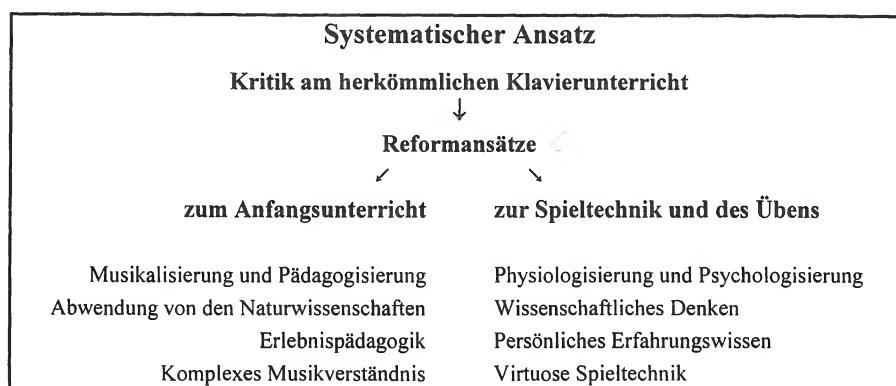 Systematischer Ansatz
Kritik am herkömmlichen Klavierunterricht
Reformansätze
zum Anfangsunterricht
zur Spieltechnik und des Übens
Musikalisierung und Pädagogisierung
Abwendung von den Naturwissenschaften
Erlebnispädagogik
Komplexes Musikverständnis
Physiologisierung und Psychologisierung
Wissenschaftliches Denken
Persönliches Erfahrungswissen
Virtuose Spieltechnik